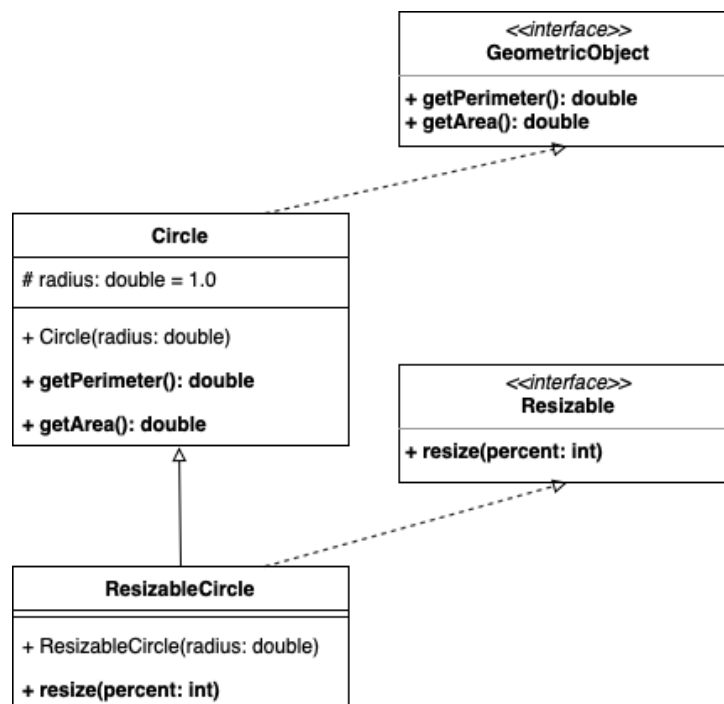 <<interface>>
GeometricObject
+ getPerimeter(): double
+ getArea(): double
Circle
# radius: double = 1.0
+ Circle(radius: double)
+ getPerimeter(): double
+ getArea(): double
<<interface>>
Resizable
+ resize(percent: int)
ResizableCircle
+ ResizableCircle(radius: double)
+ resize(percent: int)